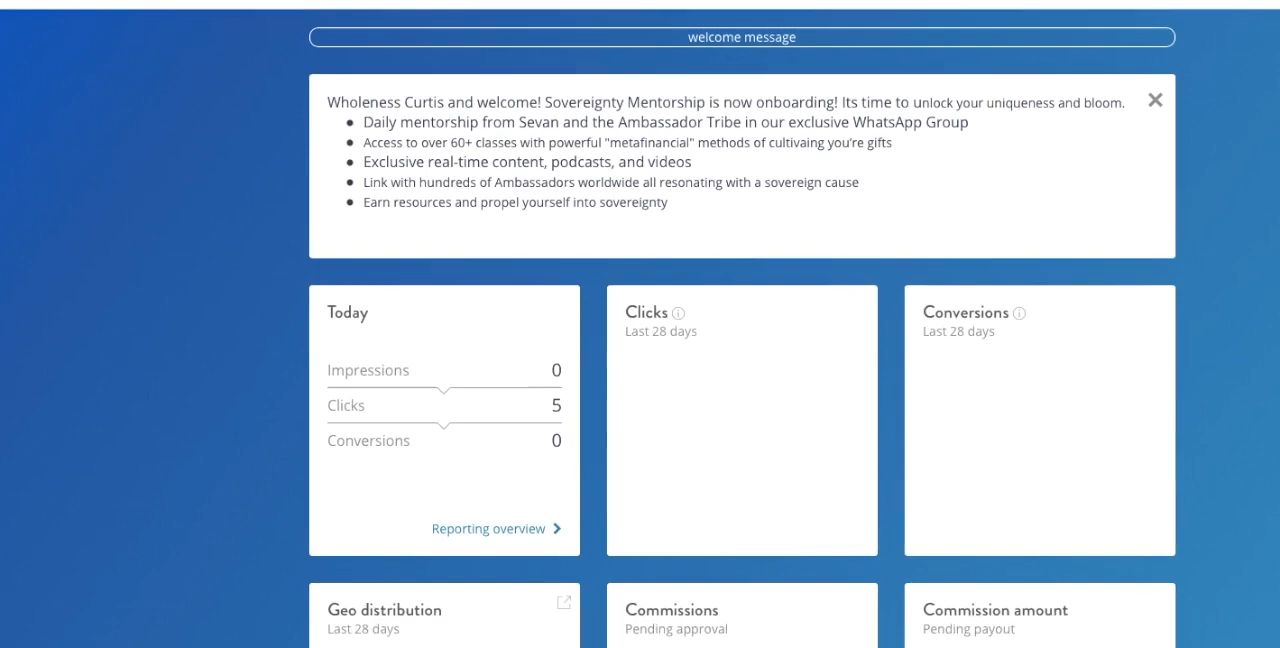 welcome message
Wholeness Curtis and welcome! Sovereignty Mentorship is now onboarding! Its time to unlock your uniqueness and bloom.
Daily mentorship from Sevan and the Ambassador Tribe in our exclusive WhatsApp Group
Access to over 60+ classes with powerful "metafinancial" methods of cultivaing you’re gifts
Exclusive real-time content, podcasts, and videos
Link with hundreds of Ambassadors worldwide all resonating with a sovereign cause
Earn resources and propel yourself into sovereignty
Today
Impressions 0
Clicks 5
Conversions 0
Reporting overview
Clicks
Last 28 days
Conversions
Last 28 days
Geo distribution
Last 28 days
Commissions
Pending approval
Commission amount
Pending payout